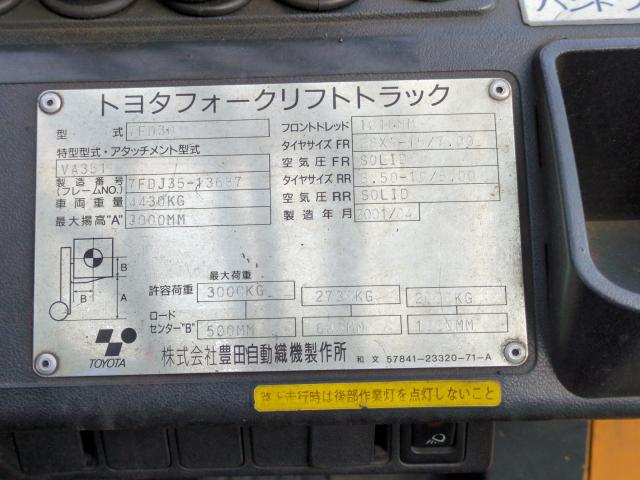 トヨタフォークリフトトラック
型 式 7FD30
フロントトレッド
特型型式・アタッチメント型式
タイヤサイズ FR
VA351
空気圧 FR SOLID
製造番号 (フレームNO.) 7FDJ35-13687
タイヤサイズ RR
車両重量 4430KG
空気圧 RR SOLID
最大揚高"A" 3000MM
製造年月 2001/04
B
B
A
最大荷重
許容荷重 3000KG KG KG
ロードセンター"B" 500MM MM MM
TOYOTA
株式会社豊田自動織機製作所 和文 57841-23320-71-A
路上走行時は後部作業灯を点灯しないこと